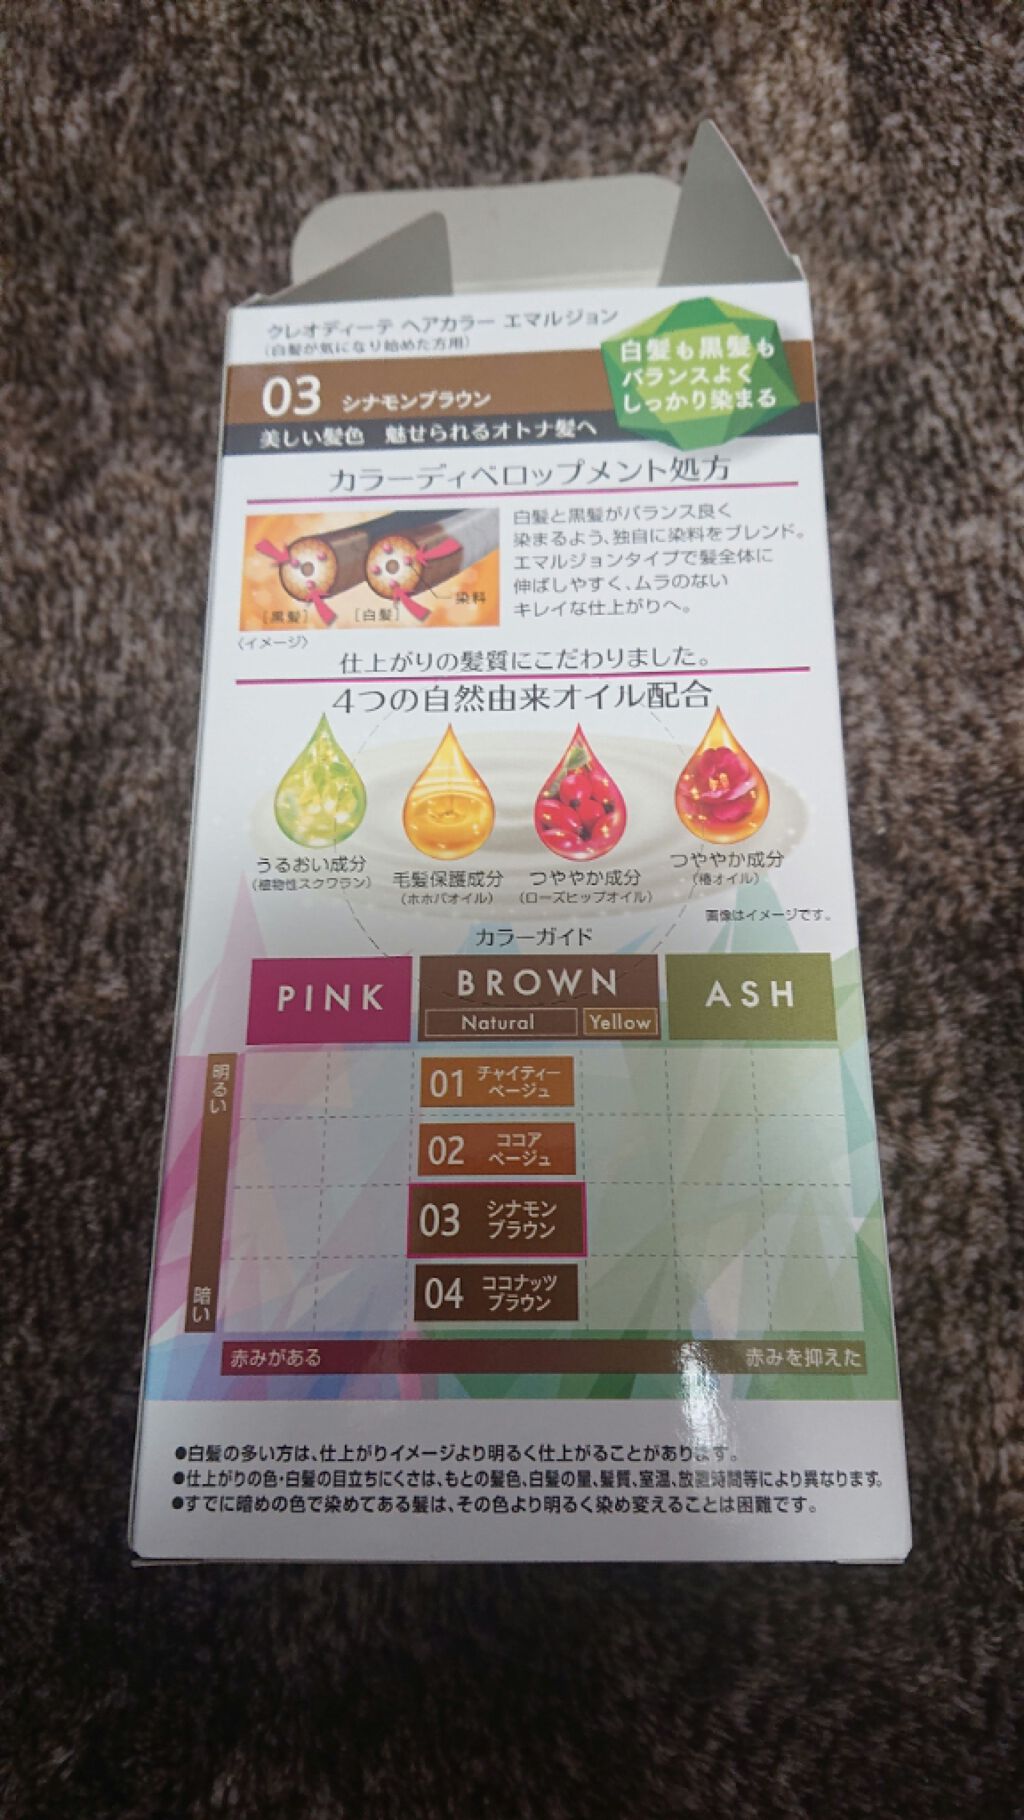 クレオディーテ ヘアカラー エマルジョン
(白髪が気になり始めた方用)
03 シナモンブラウン
白髪も黒髪も
バランスよく
しっかり染まる
美しい髪色 魅せられるオトナ髪へ
カラーディベロップメント処方
白髪と黒髪がバランス良く
染まるよう、独自に染料をブレンド。
エマルジョンタイプで髪全体に
伸ばしやすく、ムラのない
キレイな仕上がりへ。
[黒髪] [白髪] 染料
〈イメージ〉
仕上がりの髪質にこだわりました。
4つの自然由来オイル配合
うるおい成分
(植物性スクワラン)
毛髪保護成分
(ホホバオイル)
つややか成分
(ローズヒップオイル)
つややか成分
(椿オイル)
画像はイメージです。
カラーガイド
PINK
BROWN
Natural
Yellow
ASH
明るい
01 チャイティー
ベージュ
02 ココア
ベージュ
03 シナモン
ブラウン
04 ココナッツ
ブラウン
暗い
赤みがある
赤みを抑えた
●白髪の多い方は、仕上がりイメージより明るく仕上がることがあります。
●仕上がりの色・白髪の目立ちにくさは、もとの髪色、白髪の量、髪質、室温、放置時間等により異なります。
●すでに暗めの色で染めてある髪は、その色より明るく染め変えることは困難です。